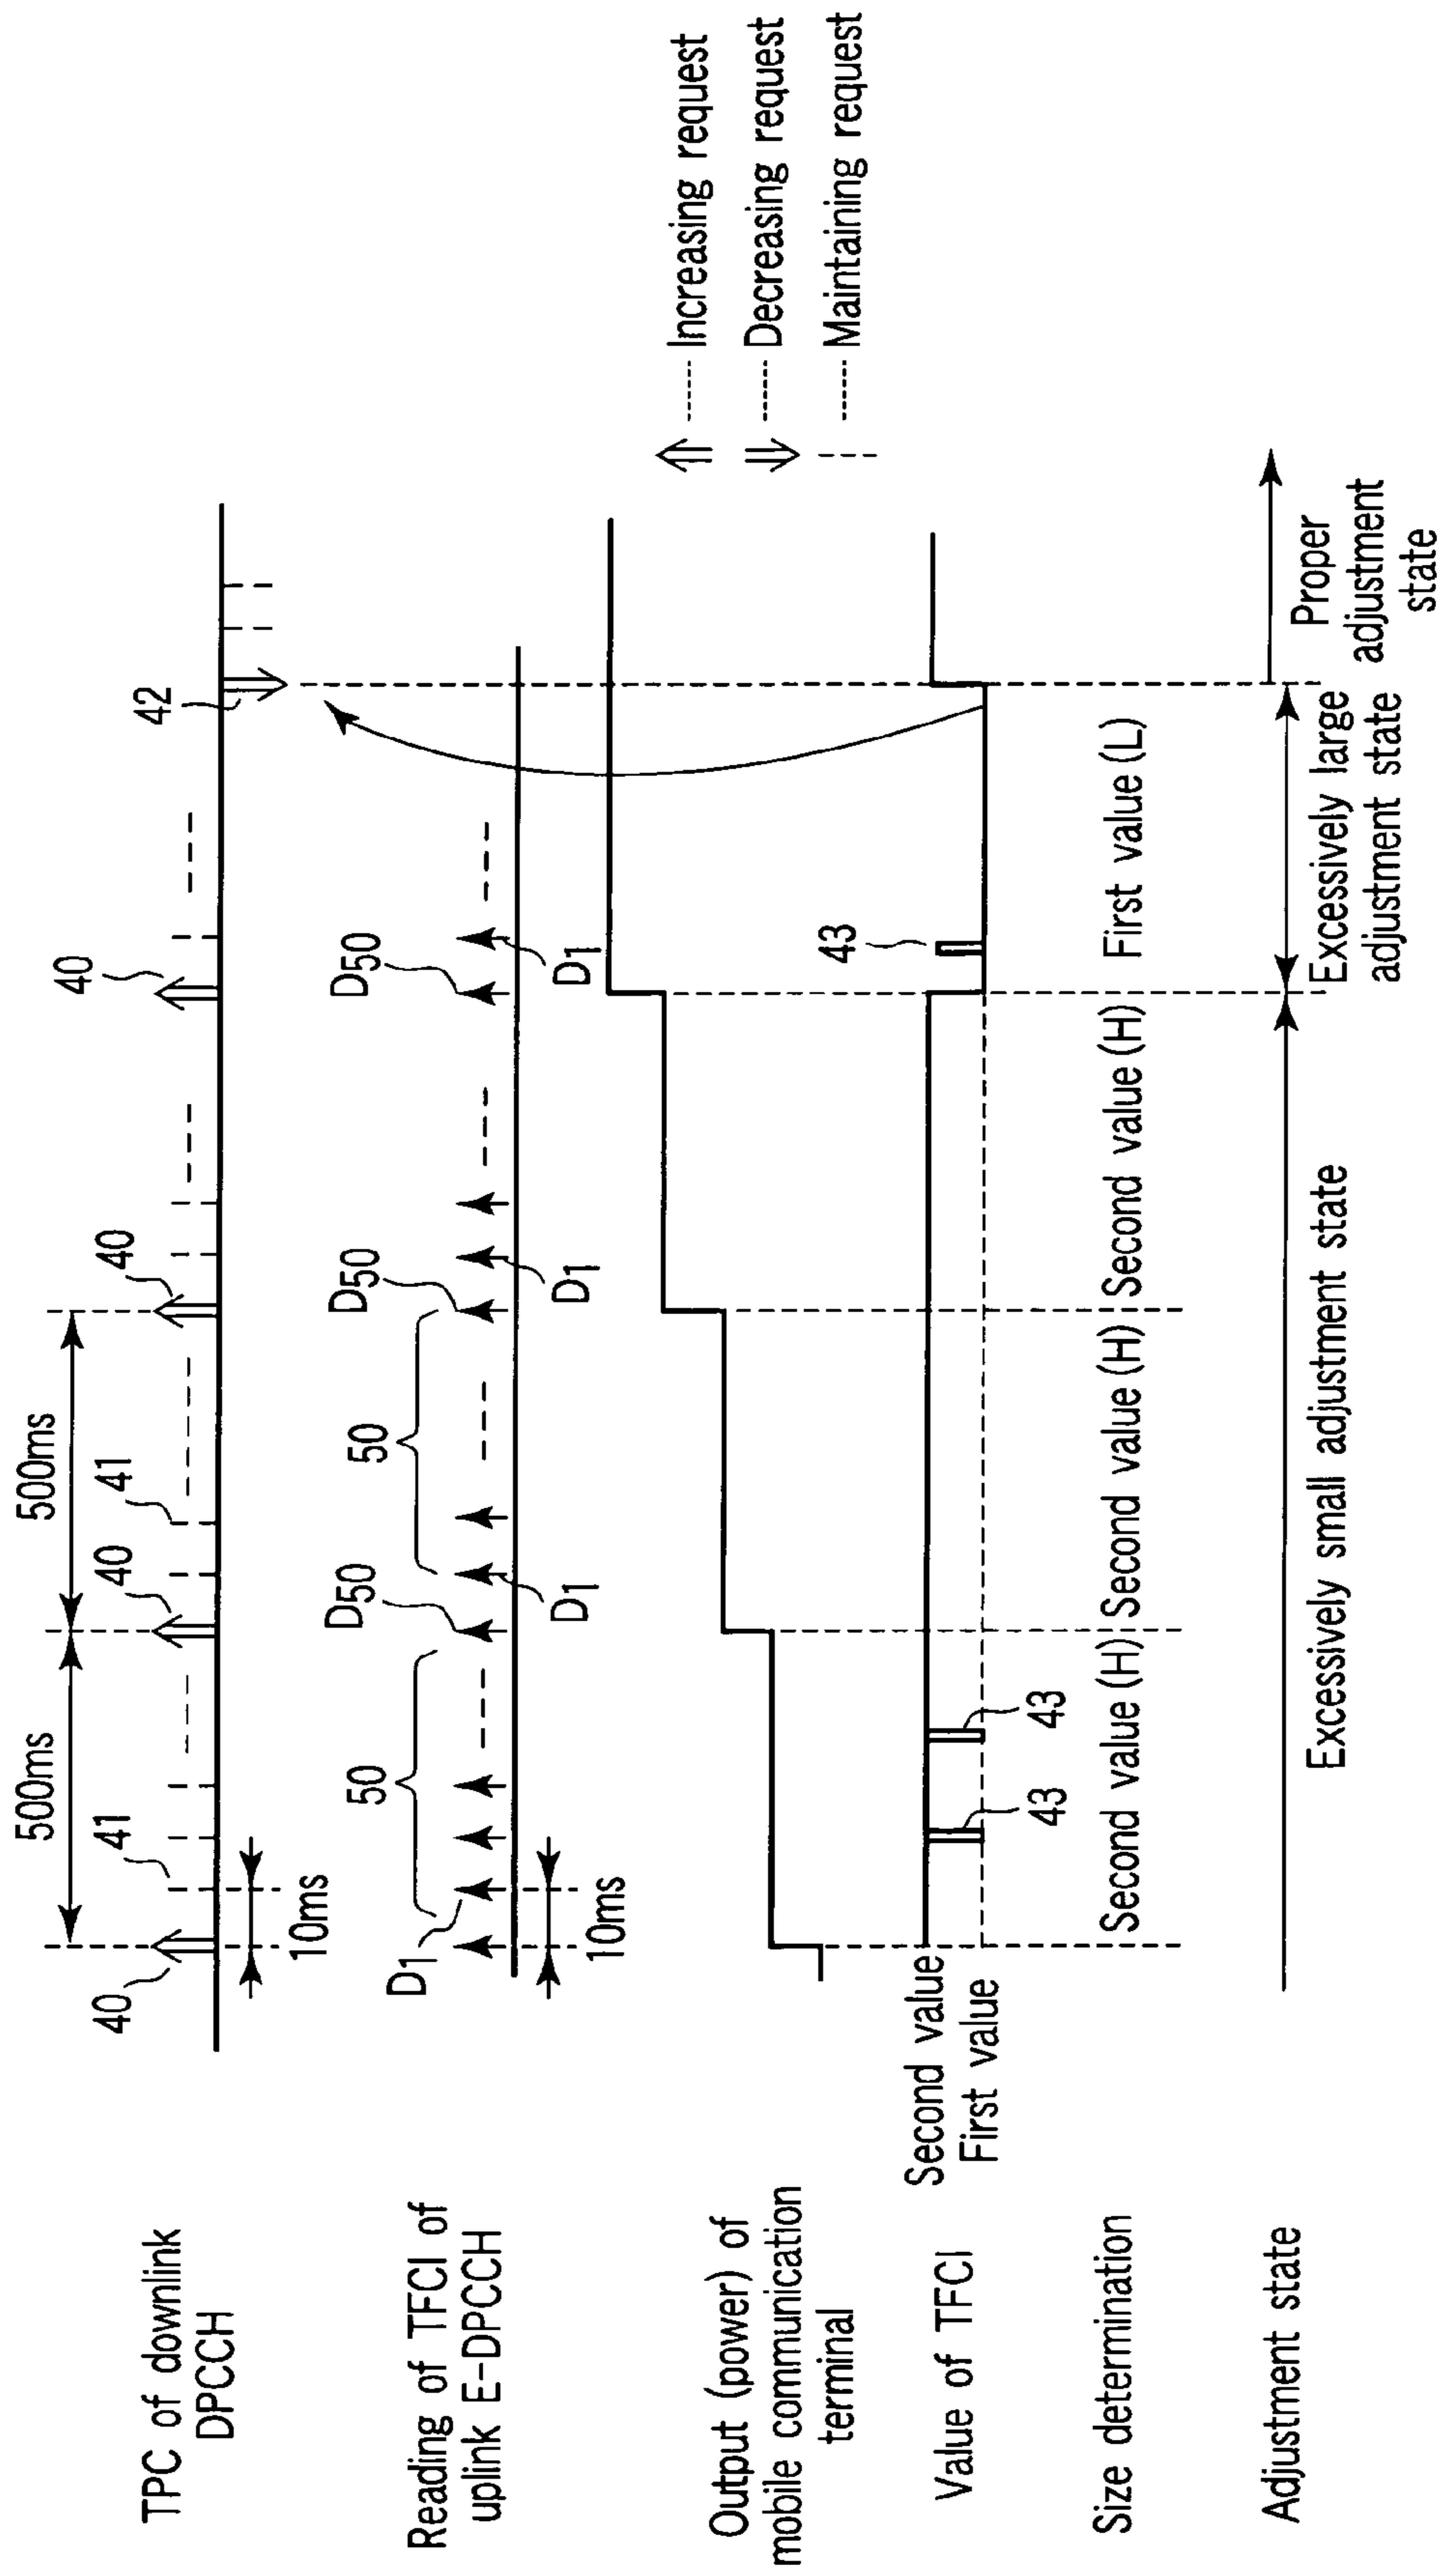 TPC of downlink
DPCCH
40
500ms
41
10ms
40
500ms
41
40
40
42
Reading of TFCI of
uplink E-DPCCH
D1
10ms
50
D50
D1
50
D50
D1
D50
D1
Output (power) of
mobile communication
terminal
Increasing request
Decreasing request
Maintaining request
Value of TFCI
Second value
First value
43
43
43
Size determination
Second value (H)
Second value (H)
Second value (H)
First value (L)
Adjustment state
Excessively small adjustment state
Excessively large
adjustment state
Proper
adjustment
state